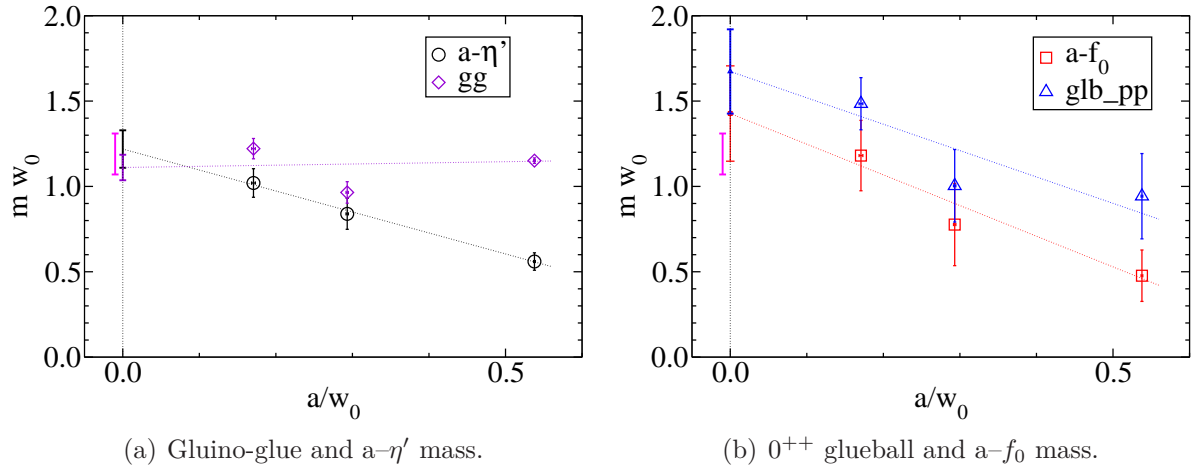 2.0
1.5
1.0
0.5
0.0
m w₀
a-η’
gg
0.0
0.5
a/w₀
(a) Gluino-glue and a–η′ mass.
2.0
1.5
1.0
0.5
0.0
m w₀
a-f₀
glb_pp
0.0
0.5
a/w₀
(b) 0⁺⁺ glueball and a–f₀ mass.